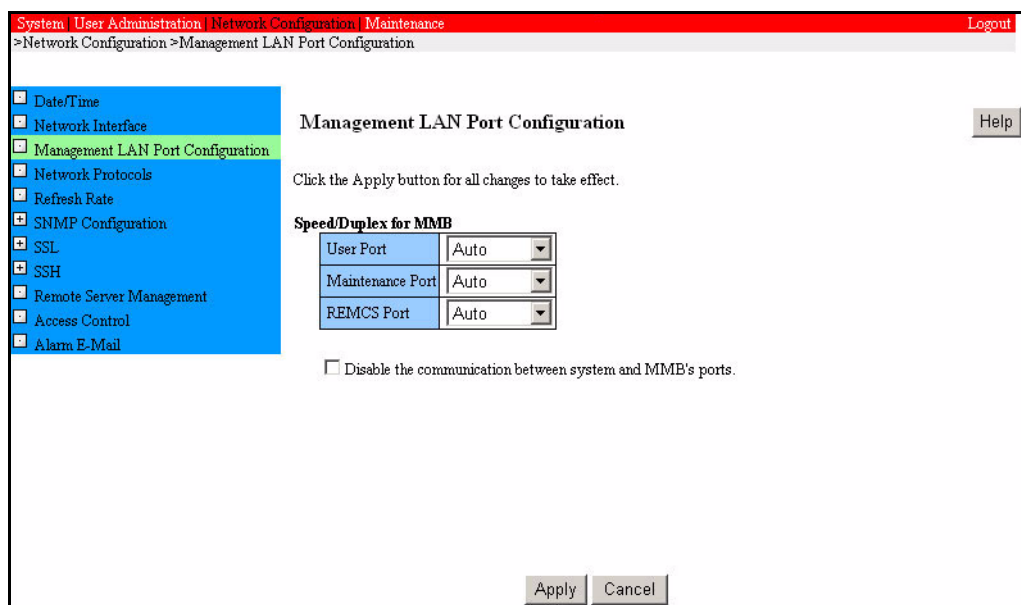 System | User Administration | Network Configuration | Maintenance Logout
>Network Configuration >Management LAN Port Configuration
Date/Time
Network Interface
Management LAN Port Configuration
Network Protocols
Refresh Rate
SNMP Configuration
SSL
SSH
Remote Server Management
Access Control
Alarm E-Mail
Management LAN Port Configuration
Help
Click the Apply button for all changes to take effect.
Speed/Duplex for MMB
User Port Auto
Maintenance Port Auto
REMCS Port Auto
Disable the communication between system and MMB's ports.
Apply Cancel